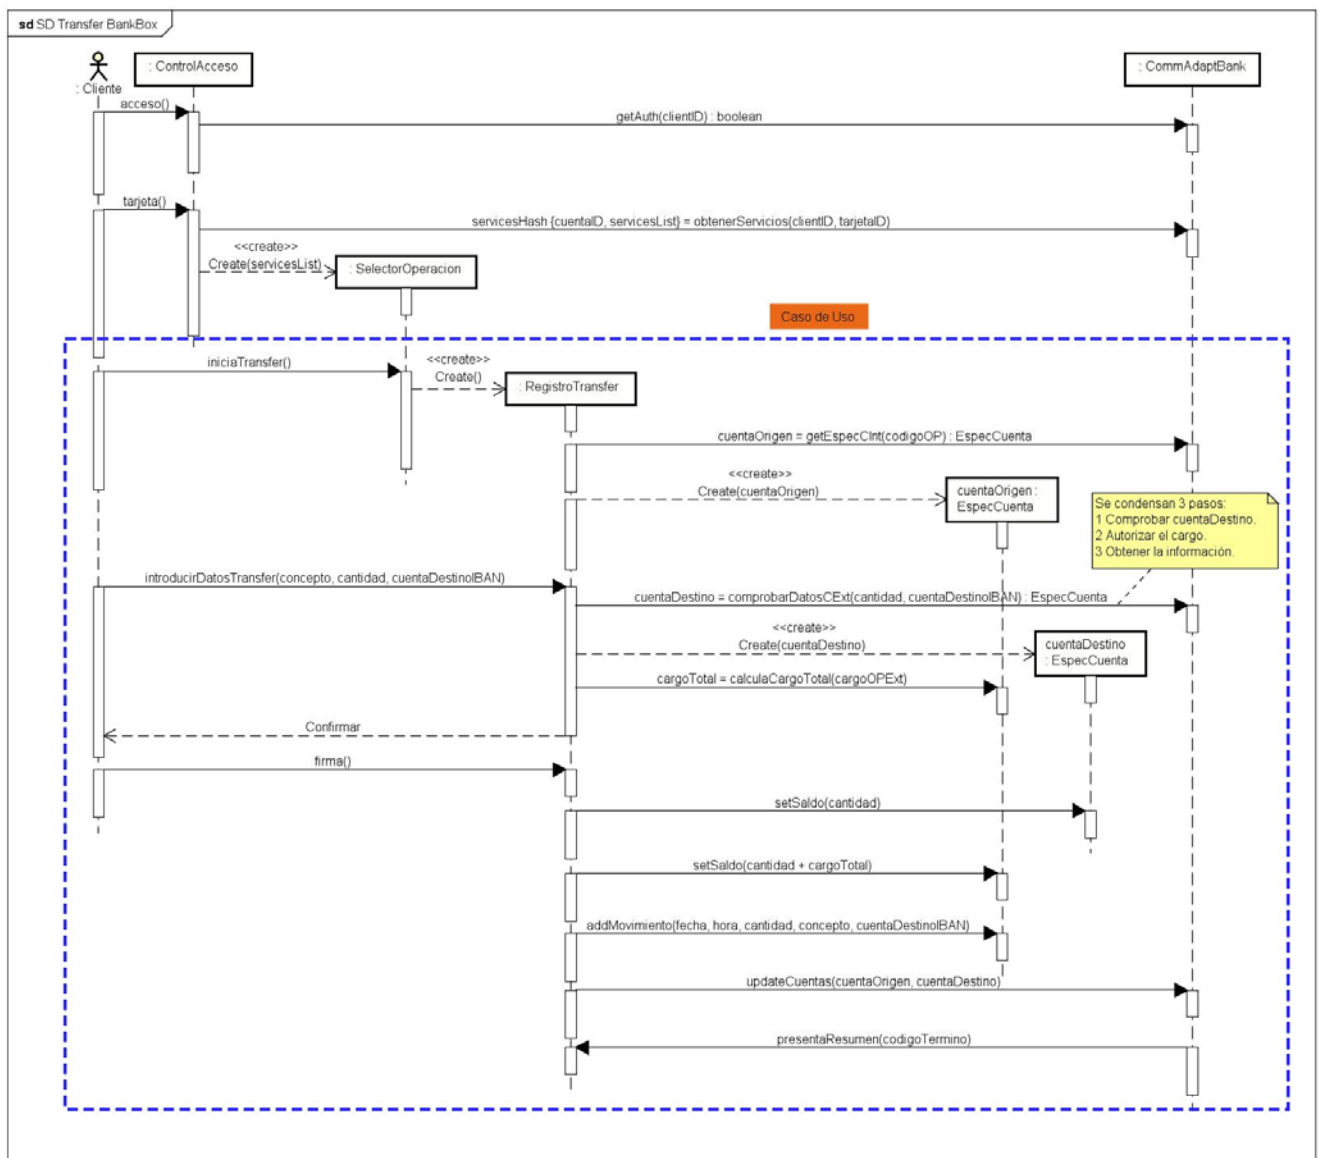 sd SD Transfer BankBox
: Cliente
: ControlAcceso
: CommAdaptBank
acceso()
getAuth(clientID) : boolean
tarjeta()
servicesHash {cuentaID, servicesList} = obtenerServicios(clientID, tarjetaID)
<<create>>
Create(servicesList)
: SelectorOperacion
Caso de Uso
iniciaTransfer()
<<create>>
Create()
: RegistroTransfer
cuentaOrigen = getEspecCInt(codigoOP) : EspecCuenta
<<create>>
Create(cuentaOrigen)
cuentaOrigen :
EspecCuenta
Se condensan 3 pasos:
1 Comprobar cuentaDestino.
2 Autorizar el cargo.
3 Obtener la información.
introducirDatosTransfer(concepto, cantidad, cuentaDestinoIBAN)
cuentaDestino = comprobarDatosCExt(cantidad, cuentaDestinoIBAN) : EspecCuenta
<<create>>
Create(cuentaDestino)
cuentaDestino
: EspecCuenta
cargoTotal = calculaCargoTotal(cargoOPExt)
Confirmar
firma()
setSaldo(cantidad)
setSaldo(cantidad + cargoTotal)
addMovimiento(fecha, hora, cantidad, concepto, cuentaDestinoIBAN)
updateCuentas(cuentaOrigen, cuentaDestino)
presentaResumen(codigoTermino)